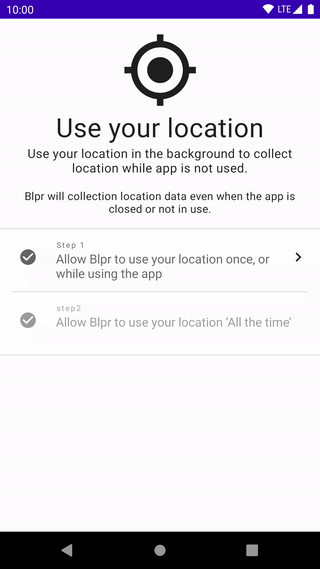 10:00 LTE
Use your location
Use your location in the background to collect
location while app is not used.
Blpr will collection location data even when the app is
closed or not in use.
Step 1
Allow Blpr to use your location once, or
while using the app
step2
Allow Blpr to use your location ‘All the time’